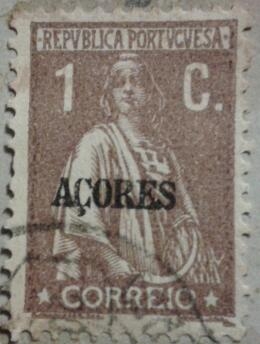 ·REPVBLICA PORTVGVESA·
1 C.
AÇORES
★ CORREIO ★